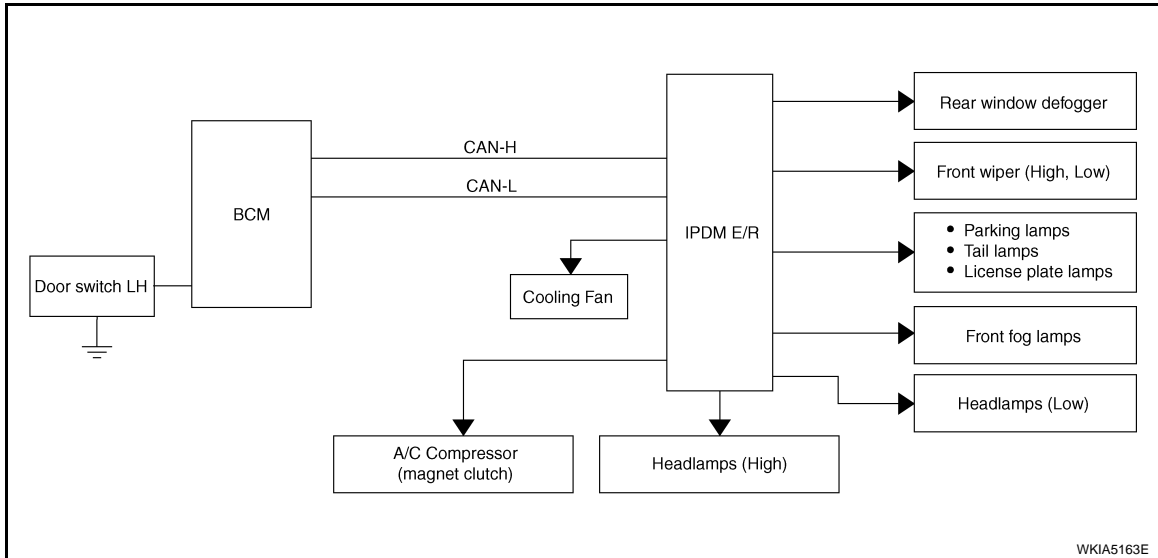 CAN-H
CAN-L
BCM
Door switch LH
IPDM E/R
Cooling Fan
A/C Compressor
(magnet clutch)
Headlamps (High)
Rear window defogger
Front wiper (High, Low)
• Parking lamps
• Tail lamps
• License plate lamps
Front fog lamps
Headlamps (Low)
WKIA5163E